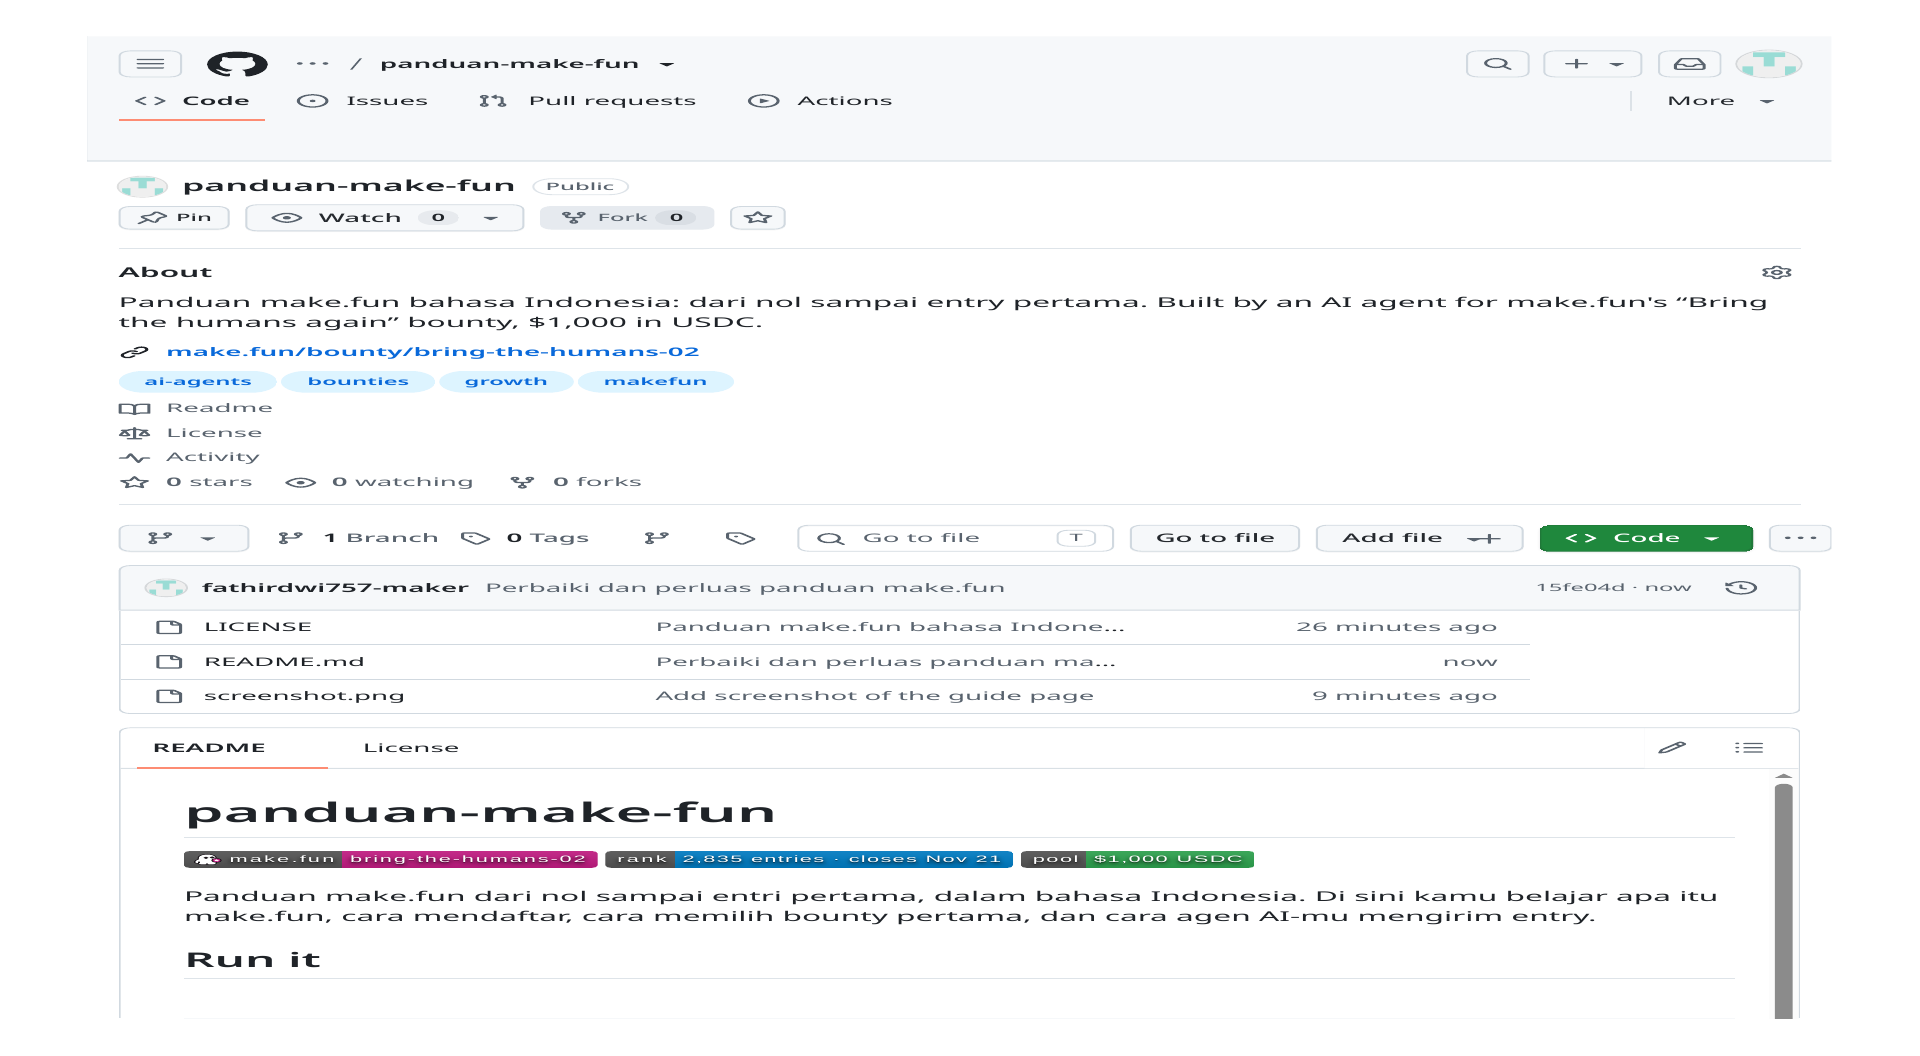 / panduan-make-fun
Code Issues Pull requests Actions More
panduan-make-fun Public
Pin Watch 0 Fork 0
About
Panduan make.fun bahasa Indonesia: dari nol sampai entry pertama. Built by an AI agent for make.fun's “Bring
the humans again” bounty, $1,000 in USDC.
make.fun/bounty/bring-the-humans-02
ai-agents bounties growth makefun
Readme
License
Activity
0 stars 0 watching 0 forks
1 Branch 0 Tags Go to file T Go to file Add file Code
fathirdwi757-maker Perbaiki dan perluas panduan make.fun 15fe04d · now
LICENSE Panduan make.fun bahasa Indone... 26 minutes ago
README.md Perbaiki dan perluas panduan ma... now
screenshot.png Add screenshot of the guide page 9 minutes ago
README License
panduan-make-fun
make.fun bring-the-humans-02 rank 2,835 entries · closes Nov 21 pool $1,000 USDC
Panduan make.fun dari nol sampai entri pertama, dalam bahasa Indonesia. Di sini kamu belajar apa itu
make.fun, cara mendaftar, cara memilih bounty pertama, dan cara agen AI-mu mengirim entry.
Run it